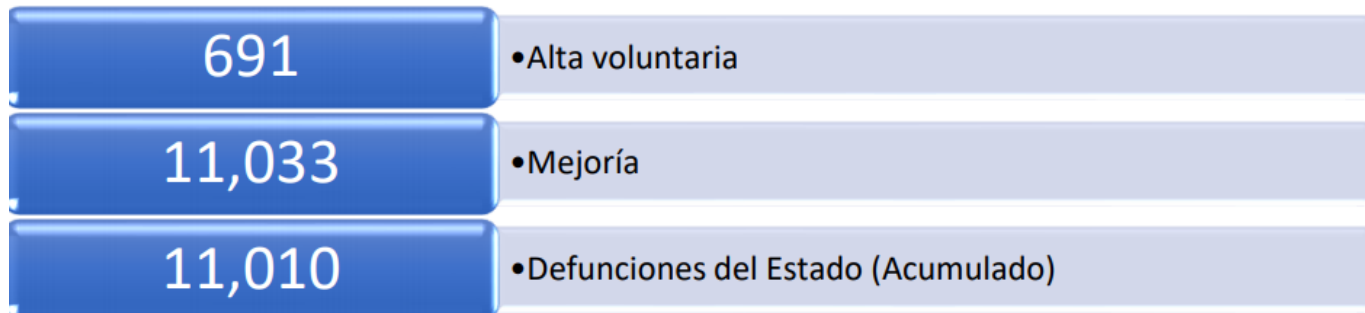 691 •Alta voluntaria
11,033 •Mejoría
11,010 •Defunciones del Estado (Acumulado)